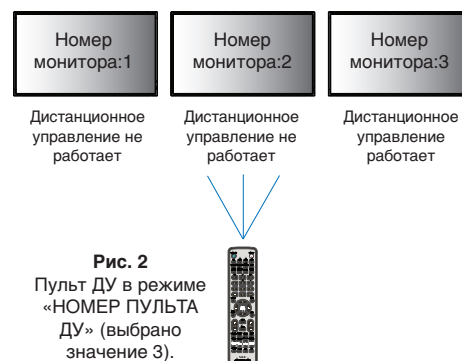 Номер
монитора:1
Номер
монитора:2
Номер
монитора:3
Дистанционное
управление не
работает
Дистанционное
управление не
работает
Дистанционное
управление
работает
Рис. 2
Пульт ДУ в режиме
«НОМЕР ПУЛЬТА
ДУ» (выбрано
значение 3).